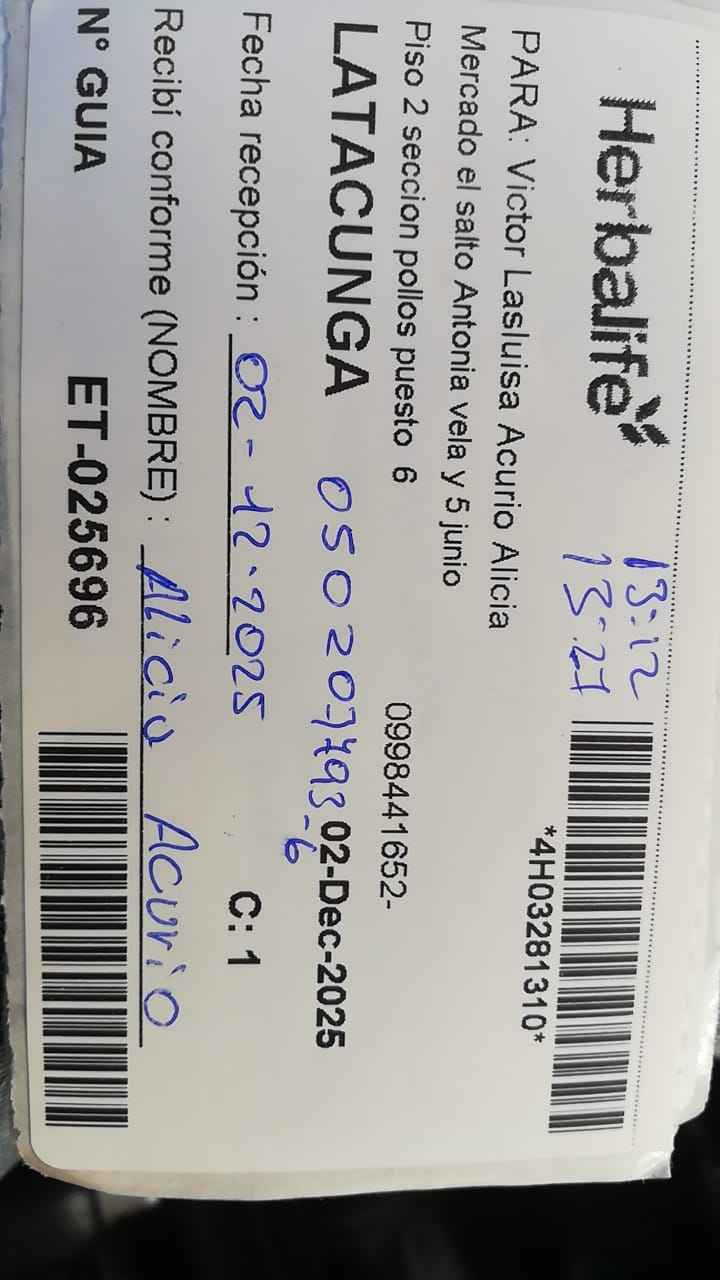 Herbalife
13:12
13:27
*4H03281310*
PARA: Victor Lasluisa Acurio Alicia
Mercado el salto Antonia vela y 5 junio
Piso 2 seccion pollos puesto 6
0998441652-
LATACUNGA
02-Dec-2025
Fecha recepción : 02-12-2025
C: 1
Recibí conforme (NOMBRE) : Alicia Acurio
N° GUIA ET-025696